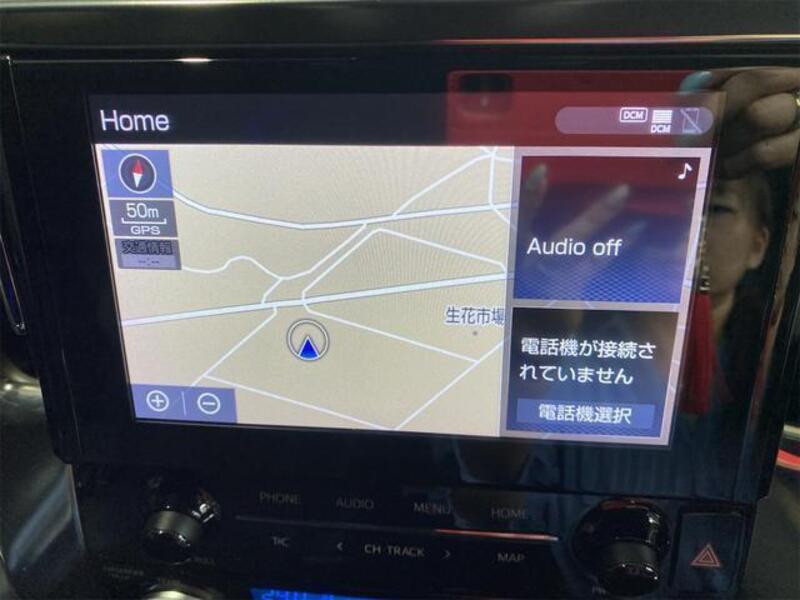 Home
DCM
DCM
50m
GPS
交通情報
--:--
Audio off
生花市場
電話機が接続さ
れていません
電話機選択
PHONE
AUDIO
MENU
HOME
T/C
CH TRACK
MAP